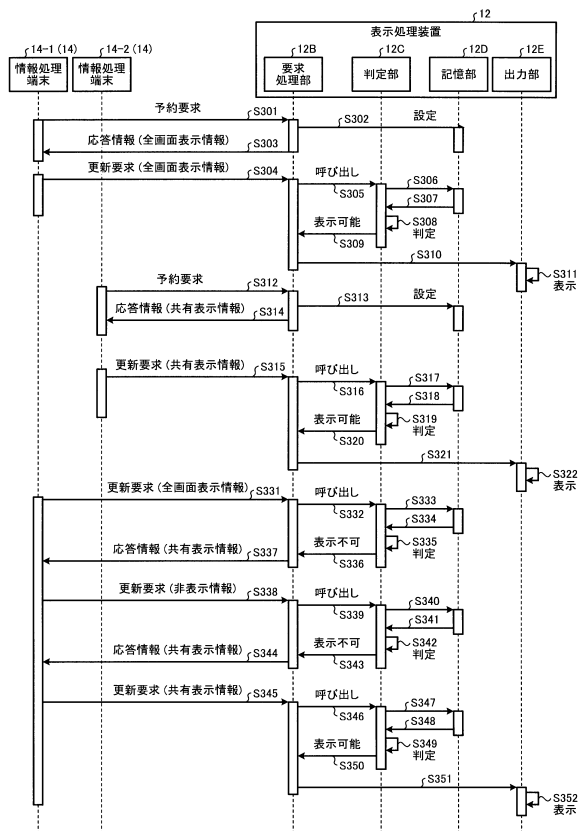 12
表示処理装置
14-1 (14)
14-2 (14)
12B
12C
12D
12E
情報処理
端末
情報処理
端末
要求
処理部
判定部
記憶部
出力部
予約要求
S301
S302
設定
応答情報 (全画面表示情報)
S303
更新要求 (全画面表示情報)
S304
呼び出し
S305
S306
S307
S308
判定
表示可能
S309
S310
S311
表示
予約要求
S312
S313
設定
応答情報 (共有表示情報)
S314
更新要求 (共有表示情報)
S315
呼び出し
S316
S317
S318
S319
判定
表示可能
S320
S321
S322
表示
更新要求 (全画面表示情報)
S331
呼び出し
S332
S333
S334
S335
判定
表示不可
S336
応答情報 (共有表示情報)
S337
更新要求 (非表示情報)
S338
呼び出し
S339
S340
S341
S342
判定
表示不可
S343
応答情報 (共有表示情報)
S344
更新要求 (共有表示情報)
S345
呼び出し
S346
S347
S348
S349
判定
表示可能
S350
S351
S352
表示